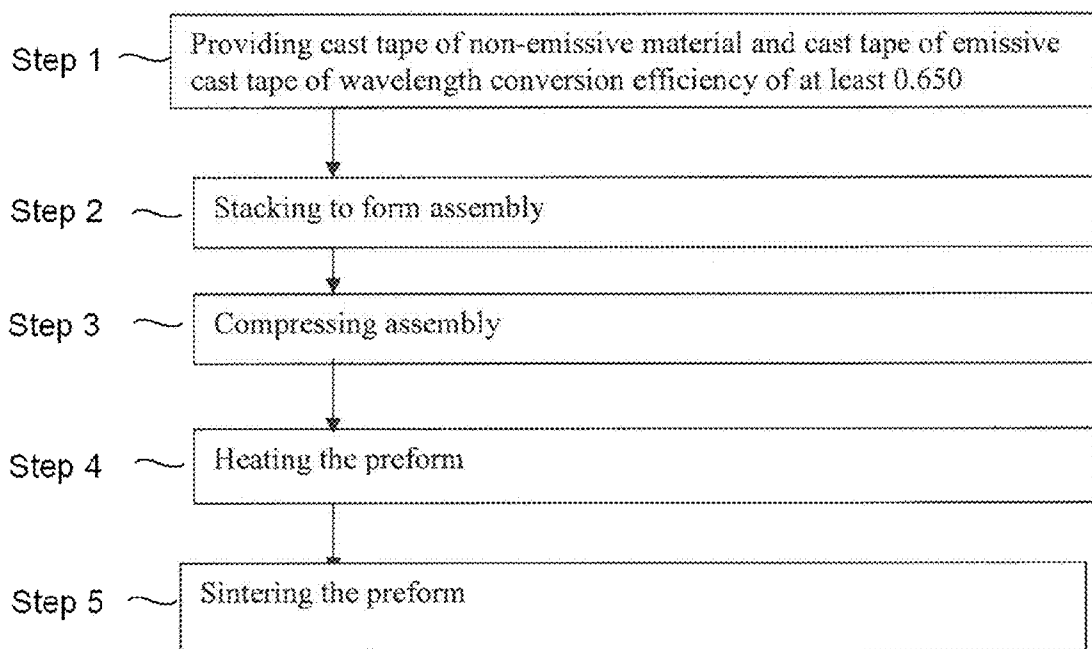 Step 1
Providing cast tape of non-emissive material and cast tape of emissive
cast tape of wavelength conversion efficiency of at least 0.650
Step 2
Stacking to form assembly
Step 3
Compressing assembly
Step 4
Heating the preform
Step 5
Sintering the preform